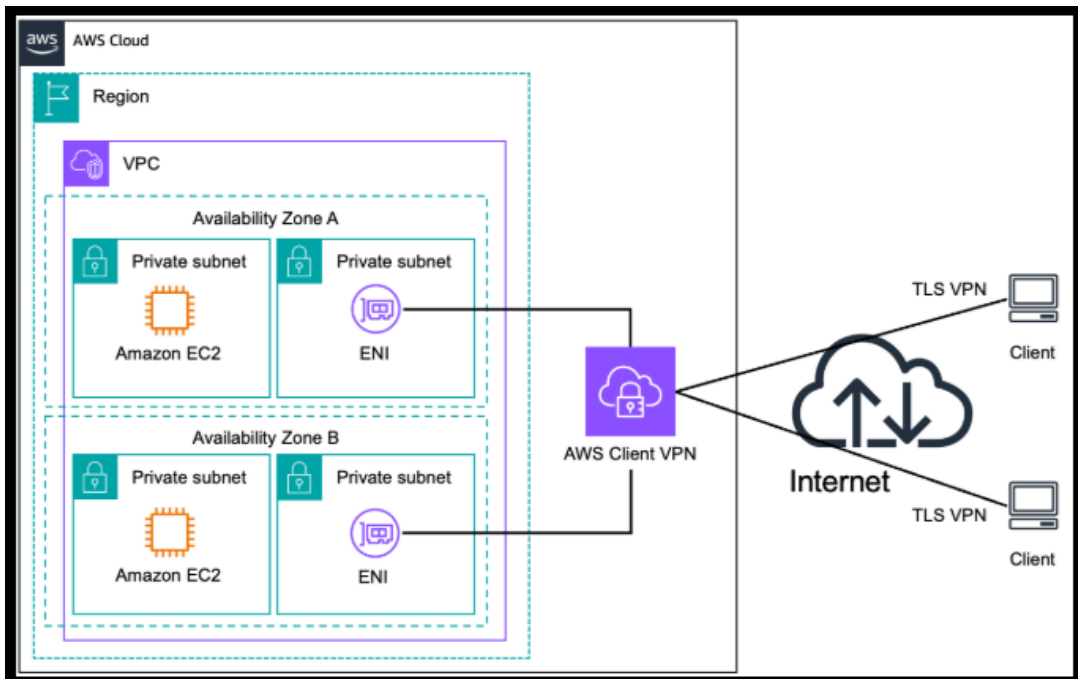 aws
AWS Cloud
Region
VPC
Availability Zone A
Private subnet
Private subnet
Amazon EC2
ENI
Availability Zone B
Private subnet
Private subnet
Amazon EC2
ENI
AWS Client VPN
TLS VPN
Client
Internet
TLS VPN
Client